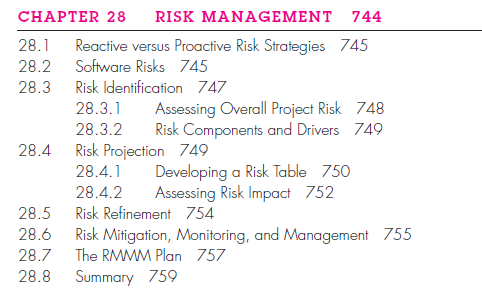 CHAPTER 28 RISK MANAGEMENT 744
28.1 Reactive versus Proactive Risk Strategies 745
28.2 Software Risks 745
28.3 Risk Identification 747
28.3.1 Assessing Overall Project Risk 748
28.3.2 Risk Components and Drivers 749
28.4 Risk Projection 749
28.4.1 Developing a Risk Table 750
28.4.2 Assessing Risk Impact 752
28.5 Risk Refinement 754
28.6 Risk Mitigation, Monitoring, and Management 755
28.7 The RMMM Plan 757
28.8 Summary 759